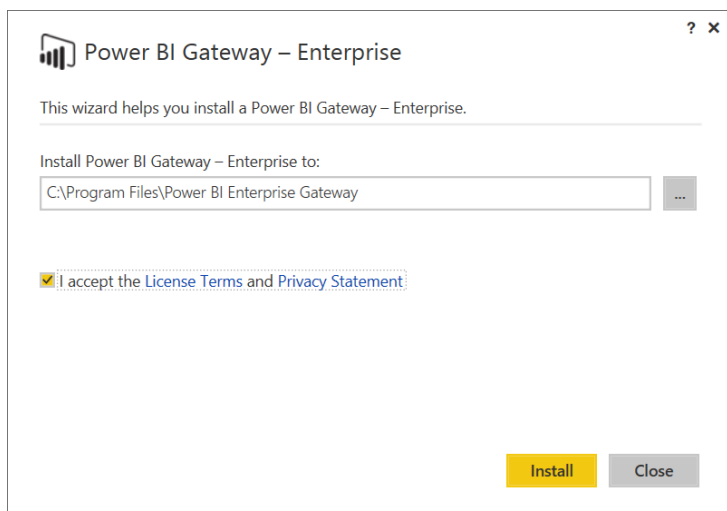 ? ✕
Power BI Gateway – Enterprise
This wizard helps you install a Power BI Gateway – Enterprise.
Install Power BI Gateway – Enterprise to:
C:\Program Files\Power BI Enterprise Gateway
...
I accept the License Terms and Privacy Statement
Install Close